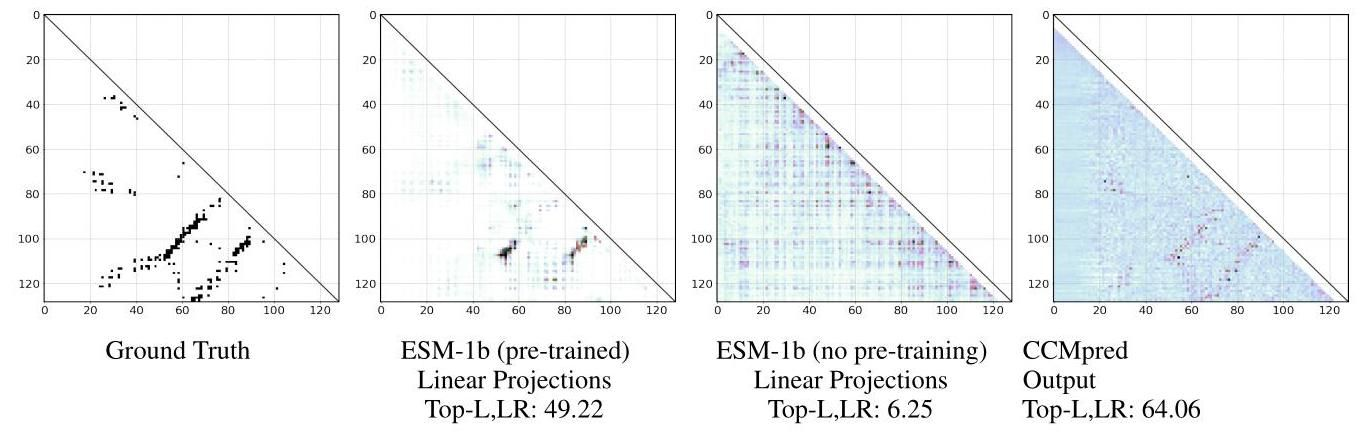 0
20
40
60
80
100
120
0 20 40 60 80 100 120
Ground Truth
0
20
40
60
80
100
120
0 20 40 60 80 100 120
ESM-1b (pre-trained)
Linear Projections
Top-L,LR: 49.22
0
20
40
60
80
100
120
0 20 40 60 80 100 120
ESM-1b (no pre-training)
Linear Projections
Top-L,LR: 6.25
0
20
40
60
80
100
120
0 20 40 60 80 100 120
CCMpred
Output
Top-L,LR: 64.06